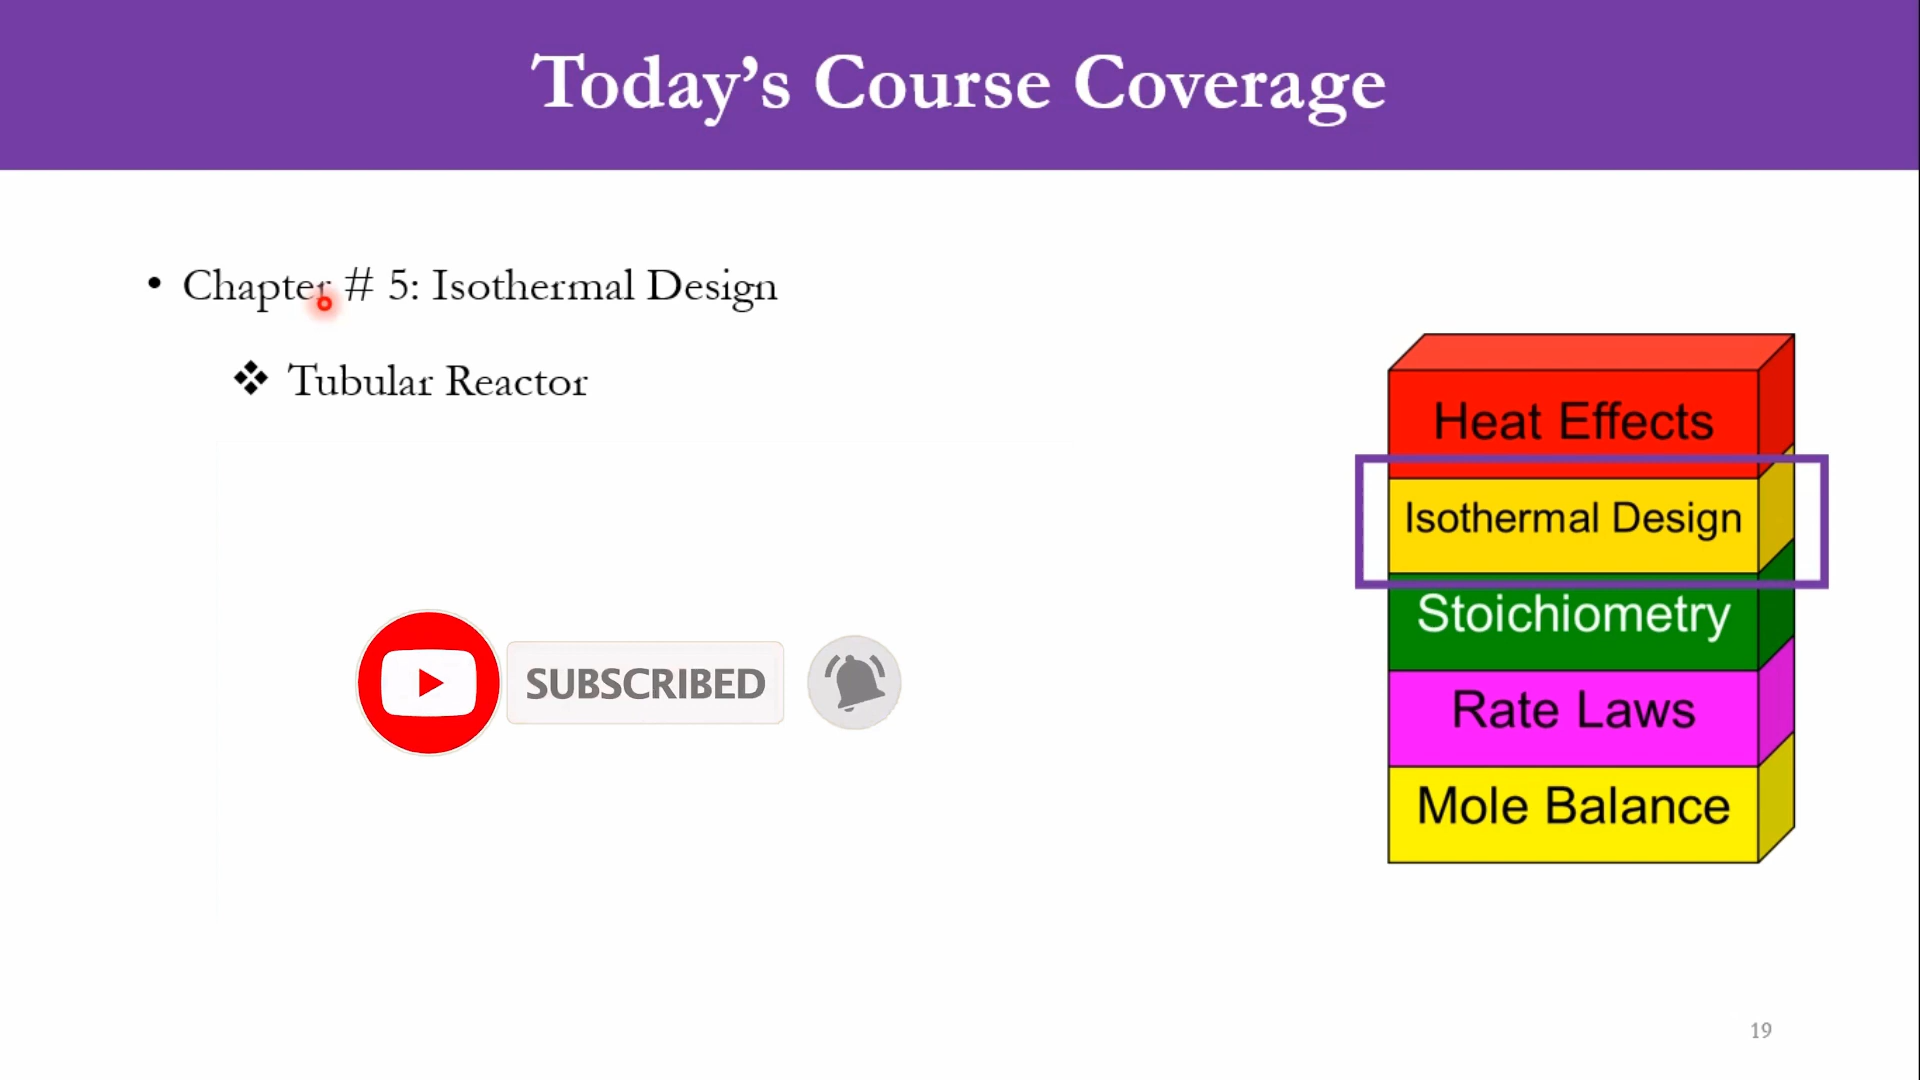 Today’s Course Coverage
• Chapter # 5: Isothermal Design
❖ Tubular Reactor
SUBSCRIBED
Heat Effects
Isothermal Design
Stoichiometry
Rate Laws
Mole Balance
19